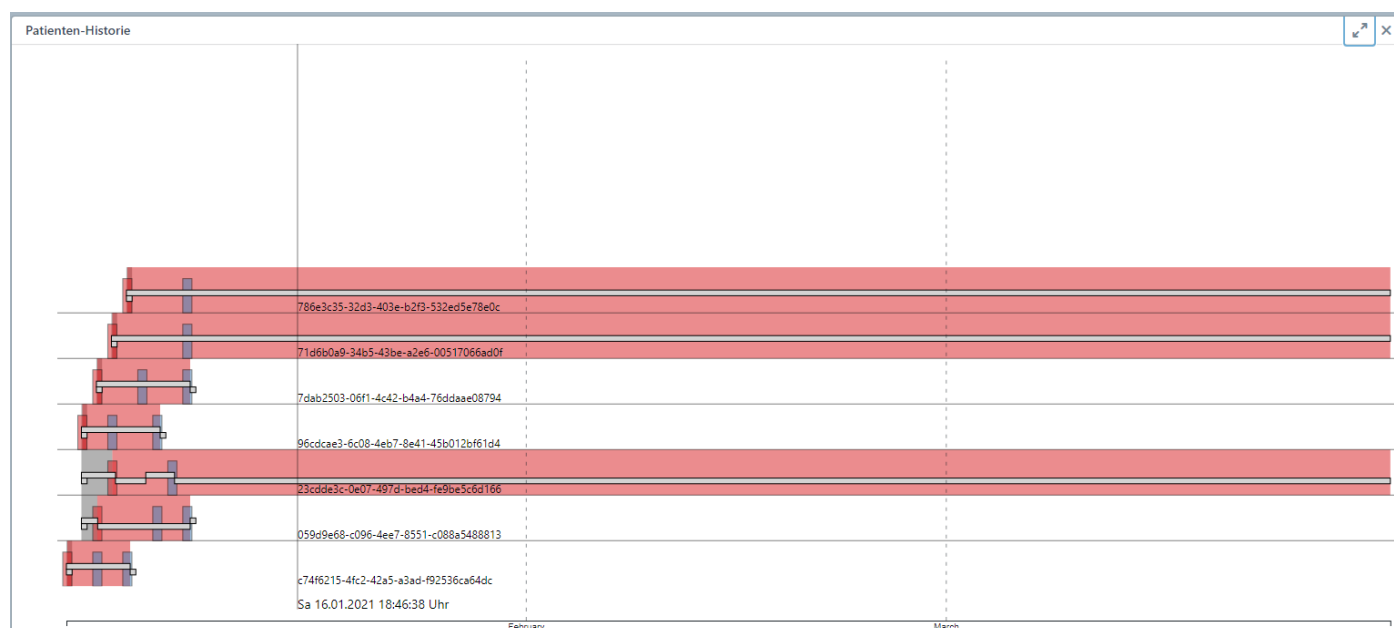 Patienten-Historie
786e3c35-32d3-403e-b2f3-532ed5e78e0c
71d6b0a9-34b5-43be-a2e6-00517066ad0f
7dab2503-06f1-4c42-b4a4-76ddaae08794
96cdcae3-6c08-4eb7-8e41-45b012bf61d4
23cdde3c-0e07-497d-bed4-fe9be5c6d166
059d9e68-c096-4ee7-8551-c088a5488813
c74f6215-4fc2-42a5-a3ad-f92536ca64dc
Sa 16.01.2021 18:46:38 Uhr
February March